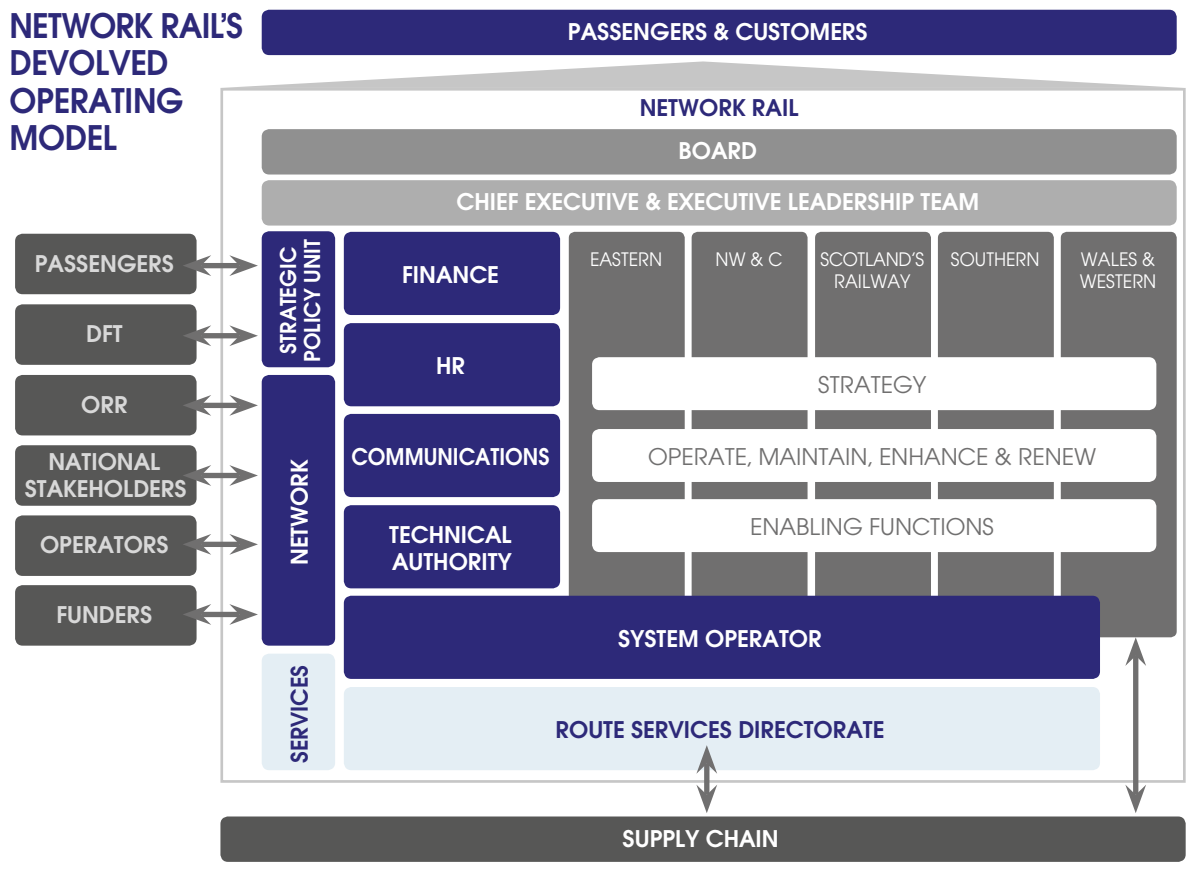 NETWORK RAIL'S
DEVOLVED
OPERATING
MODEL
PASSENGERS & CUSTOMERS
NETWORK RAIL
BOARD
CHIEF EXECUTIVE & EXECUTIVE LEADERSHIP TEAM
PASSENGERS
DFT
ORR
NATIONAL
STAKEHOLDERS
OPERATORS
FUNDERS
STRATEGIC
POLICY UNIT
NETWORK
SERVICES
FINANCE
HR
COMMUNICATIONS
TECHNICAL
AUTHORITY
EASTERN
NW & C
SCOTLAND'S
RAILWAY
SOUTHERN
WALES &
WESTERN
STRATEGY
OPERATE, MAINTAIN, ENHANCE & RENEW
ENABLING FUNCTIONS
SYSTEM OPERATOR
ROUTE SERVICES DIRECTORATE
SUPPLY CHAIN